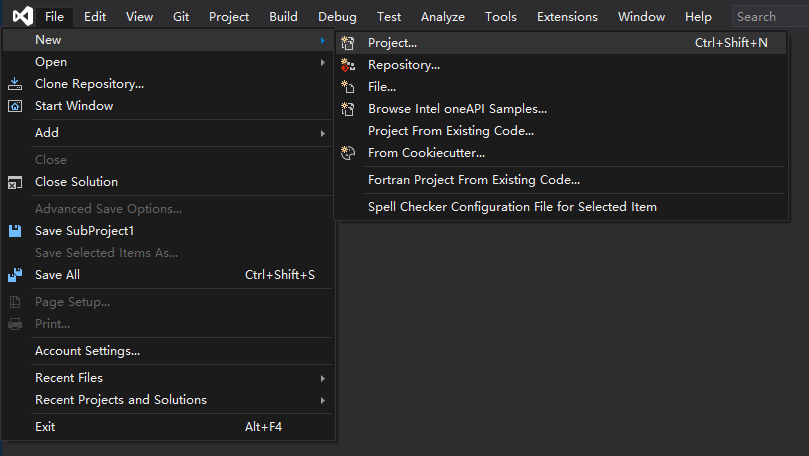 File Edit View Git Project Build Debug Test Analyze Tools Extensions Window Help Search
New
Open
Clone Repository...
Start Window
Add
Close
Close Solution
Advanced Save Options...
Save SubProject1
Save Selected Items As...
Save All Ctrl+Shift+S
Page Setup...
Print...
Account Settings...
Recent Files
Recent Projects and Solutions
Exit Alt+F4
Project... Ctrl+Shift+N
Repository...
File...
Browse Intel oneAPI Samples...
Project From Existing Code...
From Cookiecutter...
Fortran Project From Existing Code...
Spell Checker Configuration File for Selected Item